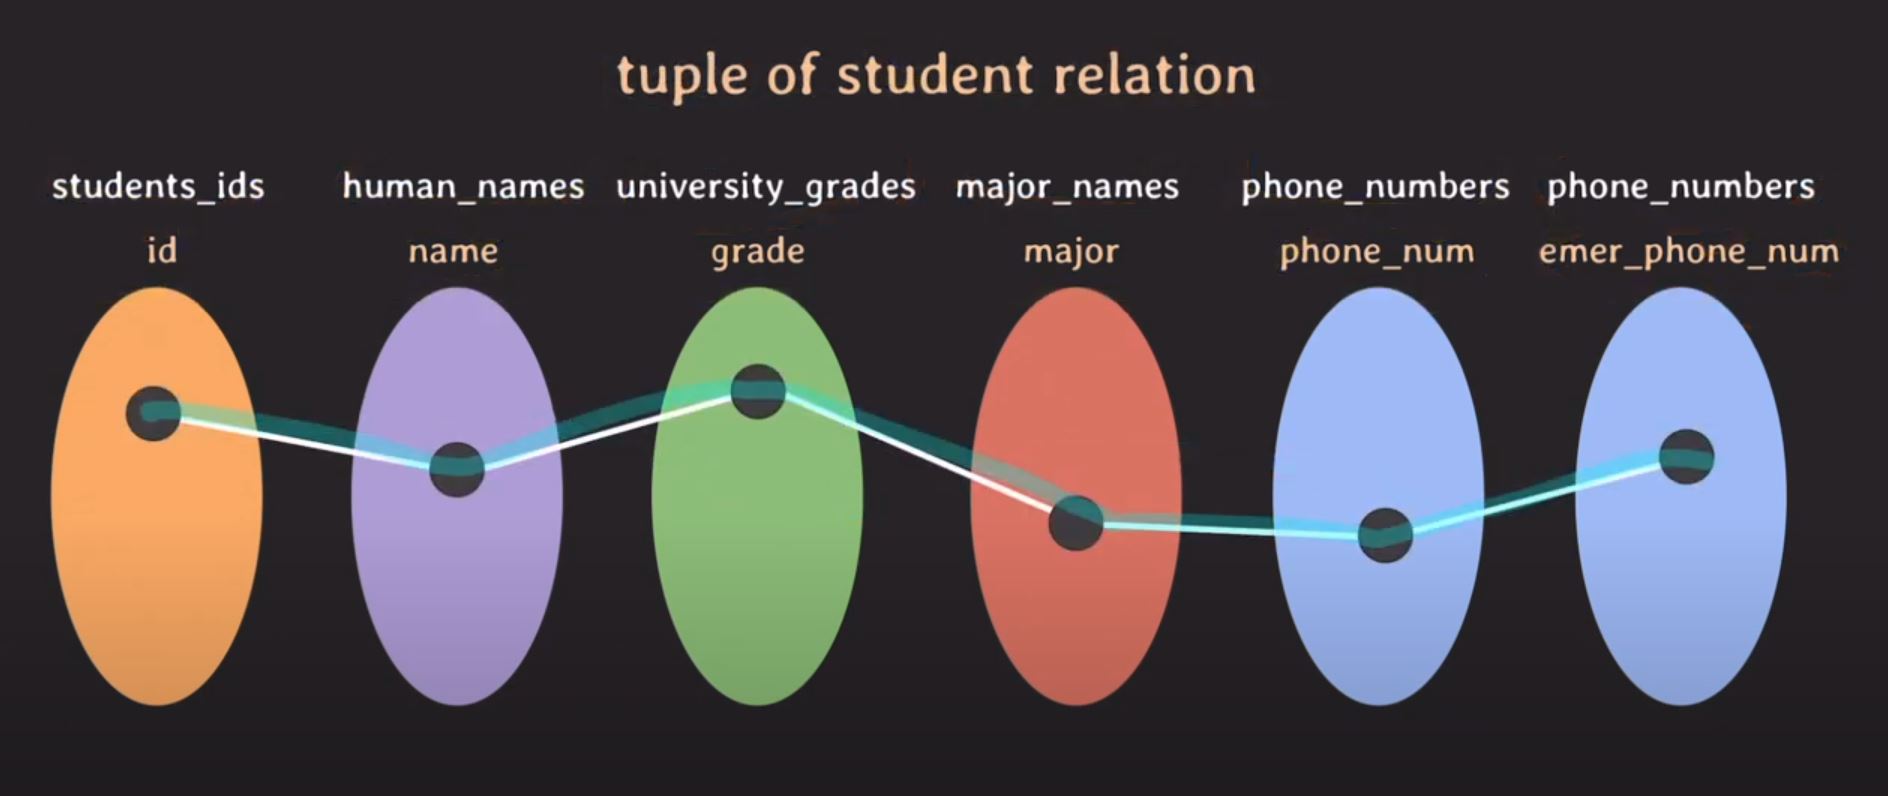 tuple of student relation
students_ids human_names university_grades major_names phone_numbers phone_numbers
id name grade major phone_num emer_phone_num